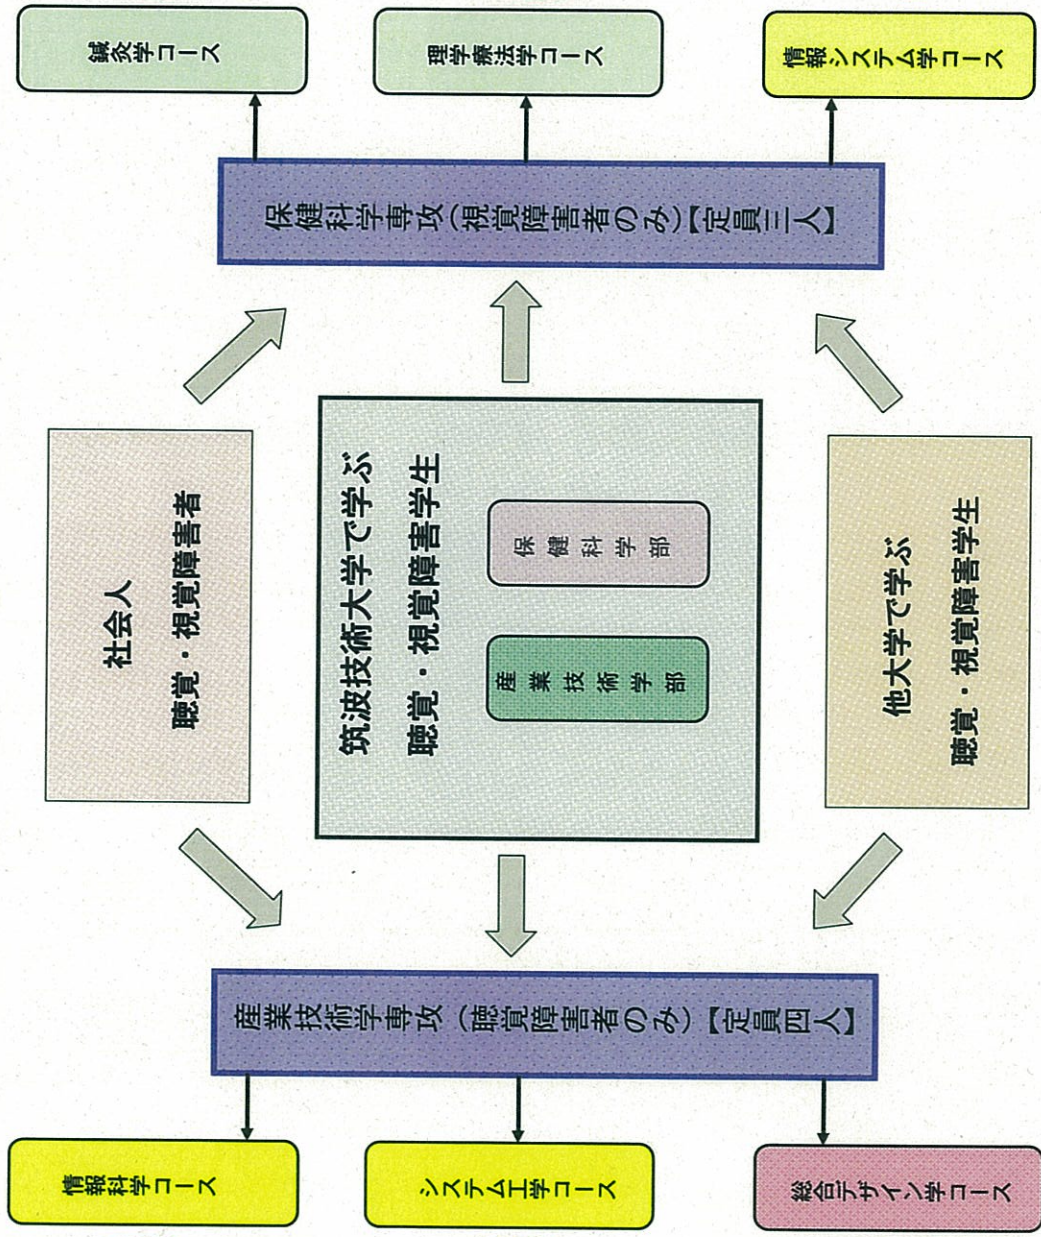 情報科学コース
システム工学コース
総合デザイン学コース
産業技術学専攻(聴覚障害者のみ)【定員四人】
社会人
聴覚・視覚障害者
筑波技術大学で学ぶ
聴覚・視覚障害学生
産業技術学部
保健科学部
他大学で学ぶ
聴覚・視覚障害学生
保健科学専攻(視覚障害者のみ)【定員三人】
鍼灸学コース
理学療法学コース
情報システム学コース